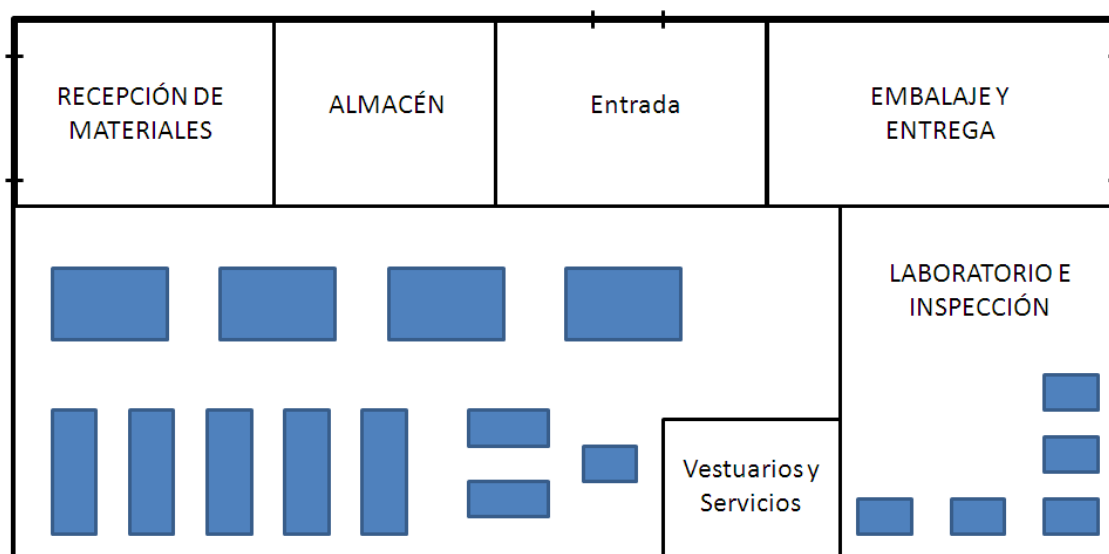 RECEPCIÓN DE
MATERIALES
ALMACÉN
Entrada
EMBALAJE Y
ENTREGA
LABORATORIO E
INSPECCIÓN
Vestuarios y
Servicios